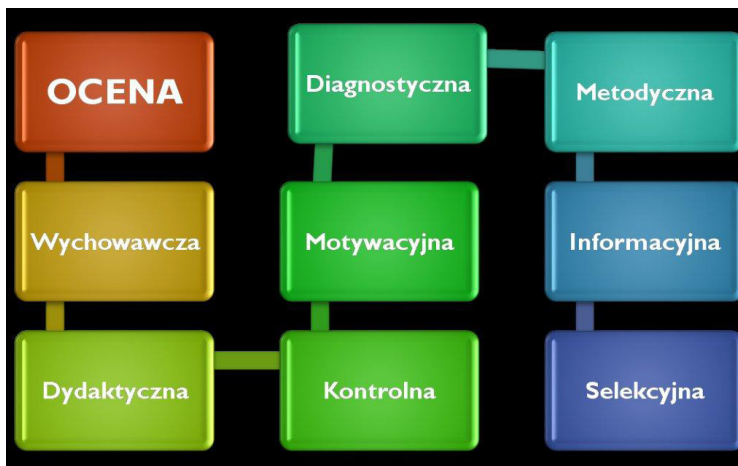 OCENA
Wychowawcza
Dydaktyczna
Kontrolna
Motywacyjna
Diagnostyczna
Metodyczna
Informacyjna
Selekcyjna